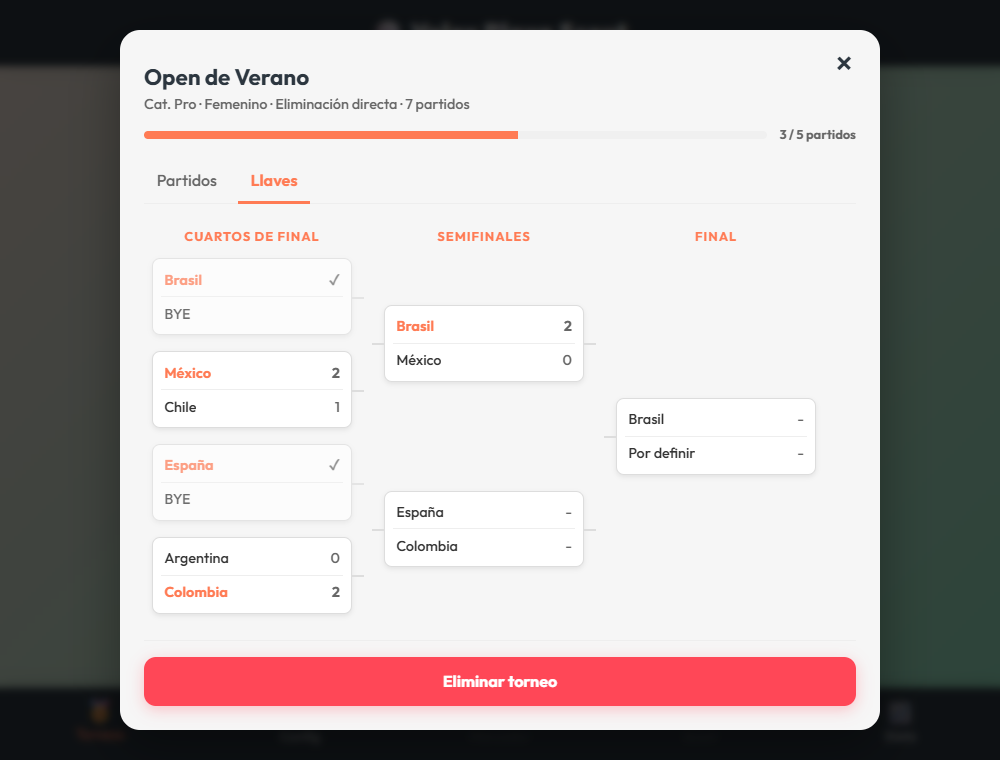 Open de Verano
Cat. Pro · Femenino · Eliminación directa · 7 partidos
3 / 5 partidos
Partidos
Llaves
CUARTOS DE FINAL
SEMIFINALES
FINAL
Brasil ✓
BYE
México 2
Chile 1
España ✓
BYE
Argentina 0
Colombia 2
Brasil 2
México 0
España -
Colombia -
Brasil -
Por definir -
Eliminar torneo